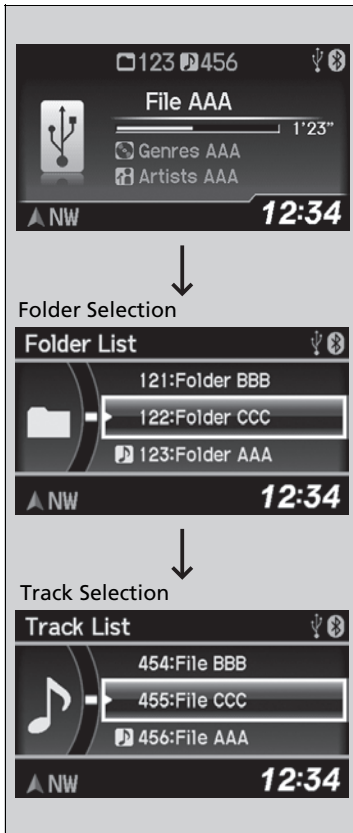 123 456
File AAA
1'23"
Genres AAA
Artists AAA
NW 12:34
Folder Selection
Folder List
121:Folder BBB
122:Folder CCC
123:Folder AAA
NW 12:34
Track Selection
Track List
454:File BBB
455:File CCC
456:File AAA
NW 12:34